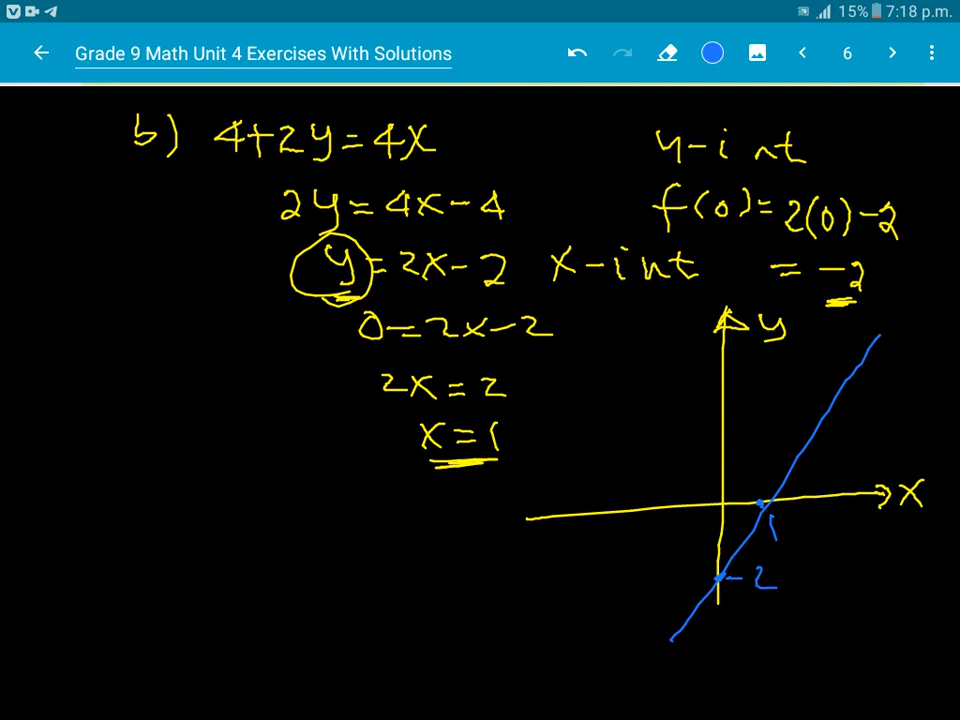 15% 7:18 p.m.
Grade 9 Math Unit 4 Exercises With Solutions
6
b) 4+2y=4x
2y=4x-4
y=2x-2
x-int
0=2x-2
2x=2
x=1
y-int
f(0)=2(0)-2
=-2
y
x
1
-2